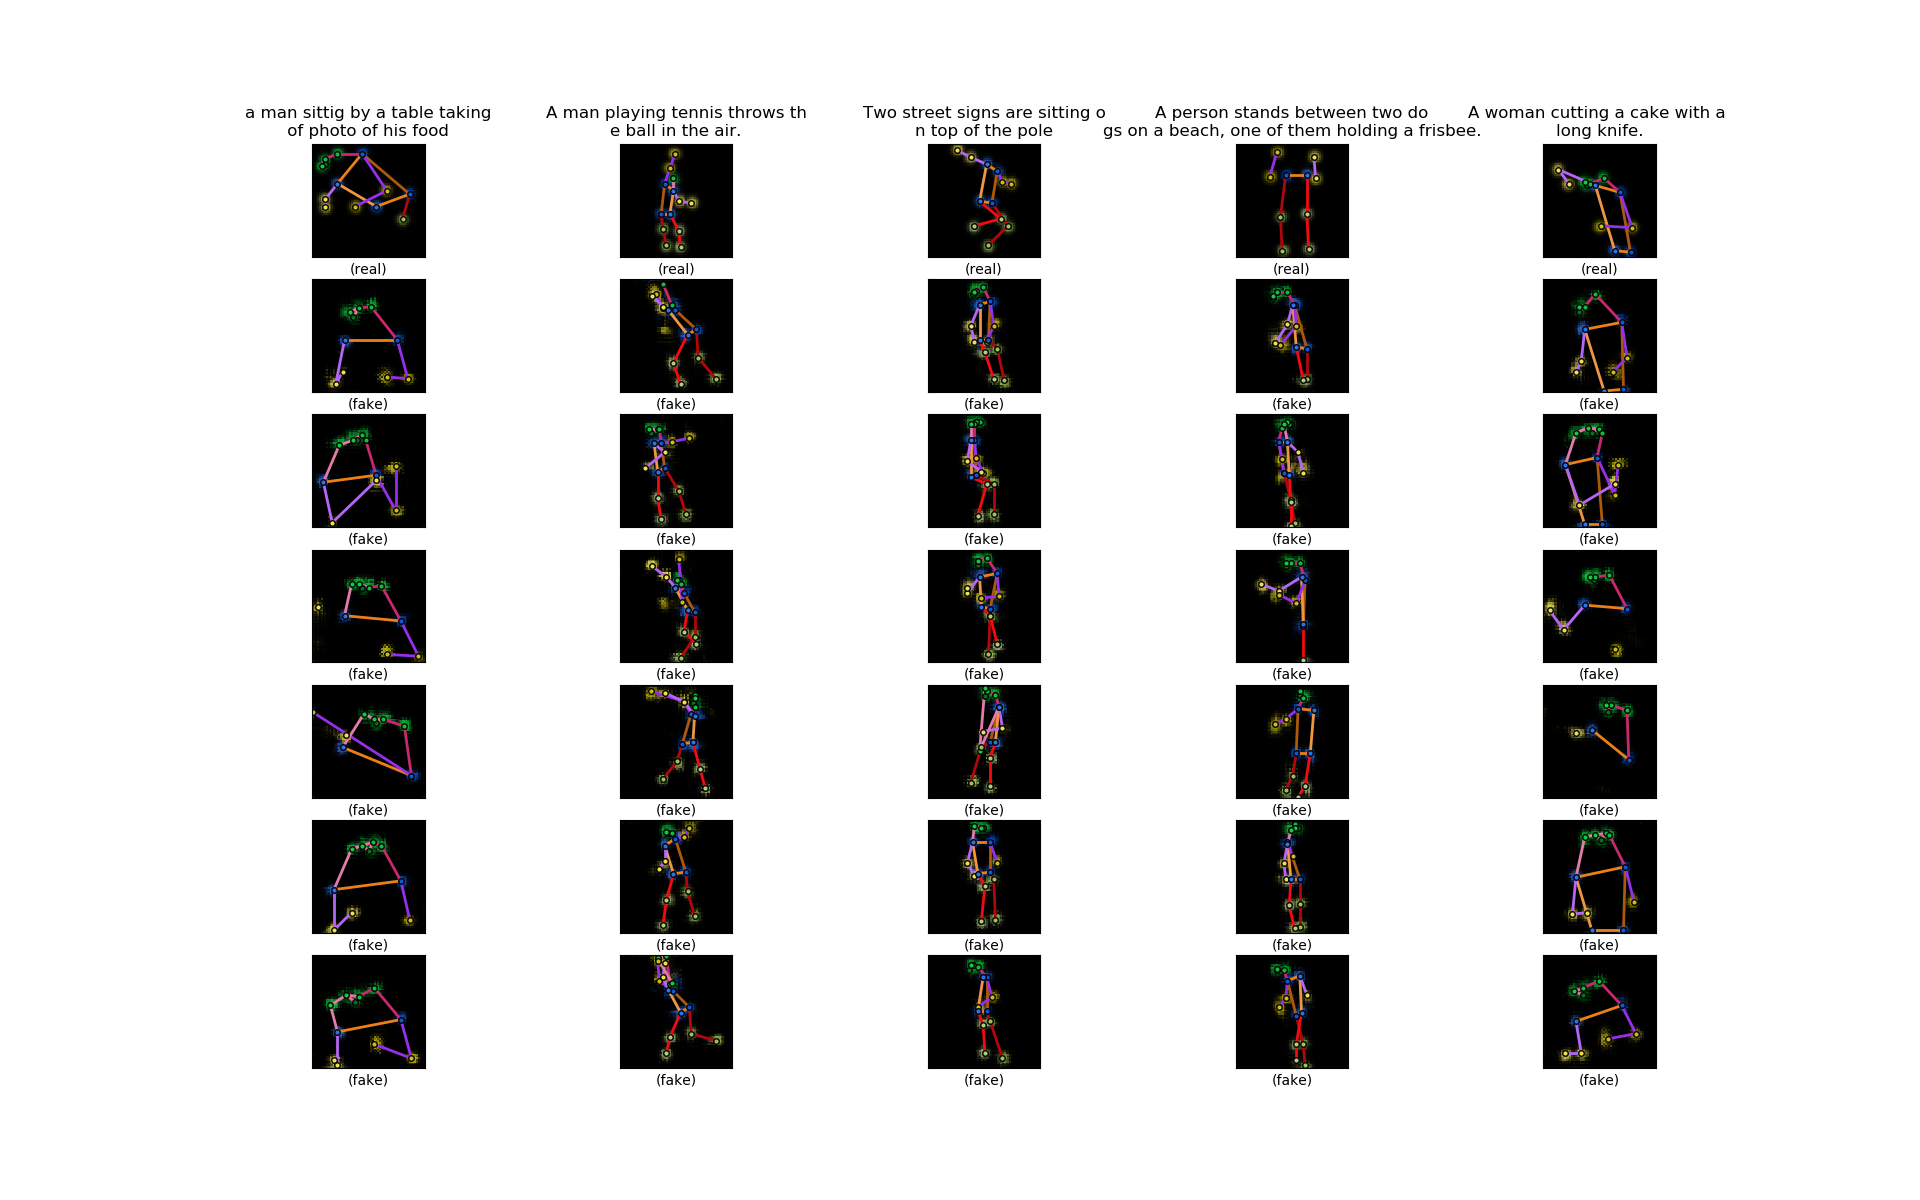 a man sittig by a table taking
of photo of his food
A man playing tennis throws th
e ball in the air.
Two street signs are sitting o
n top of the pole
A person stands between two do
gs on a beach, one of them holding a frisbee.
A woman cutting a cake with a
long knife.
(real) (real) (real) (real) (real)
(fake) (fake) (fake) (fake) (fake)
(fake) (fake) (fake) (fake) (fake)
(fake) (fake) (fake) (fake) (fake)
(fake) (fake) (fake) (fake) (fake)
(fake) (fake) (fake) (fake) (fake)
(fake) (fake) (fake) (fake) (fake)